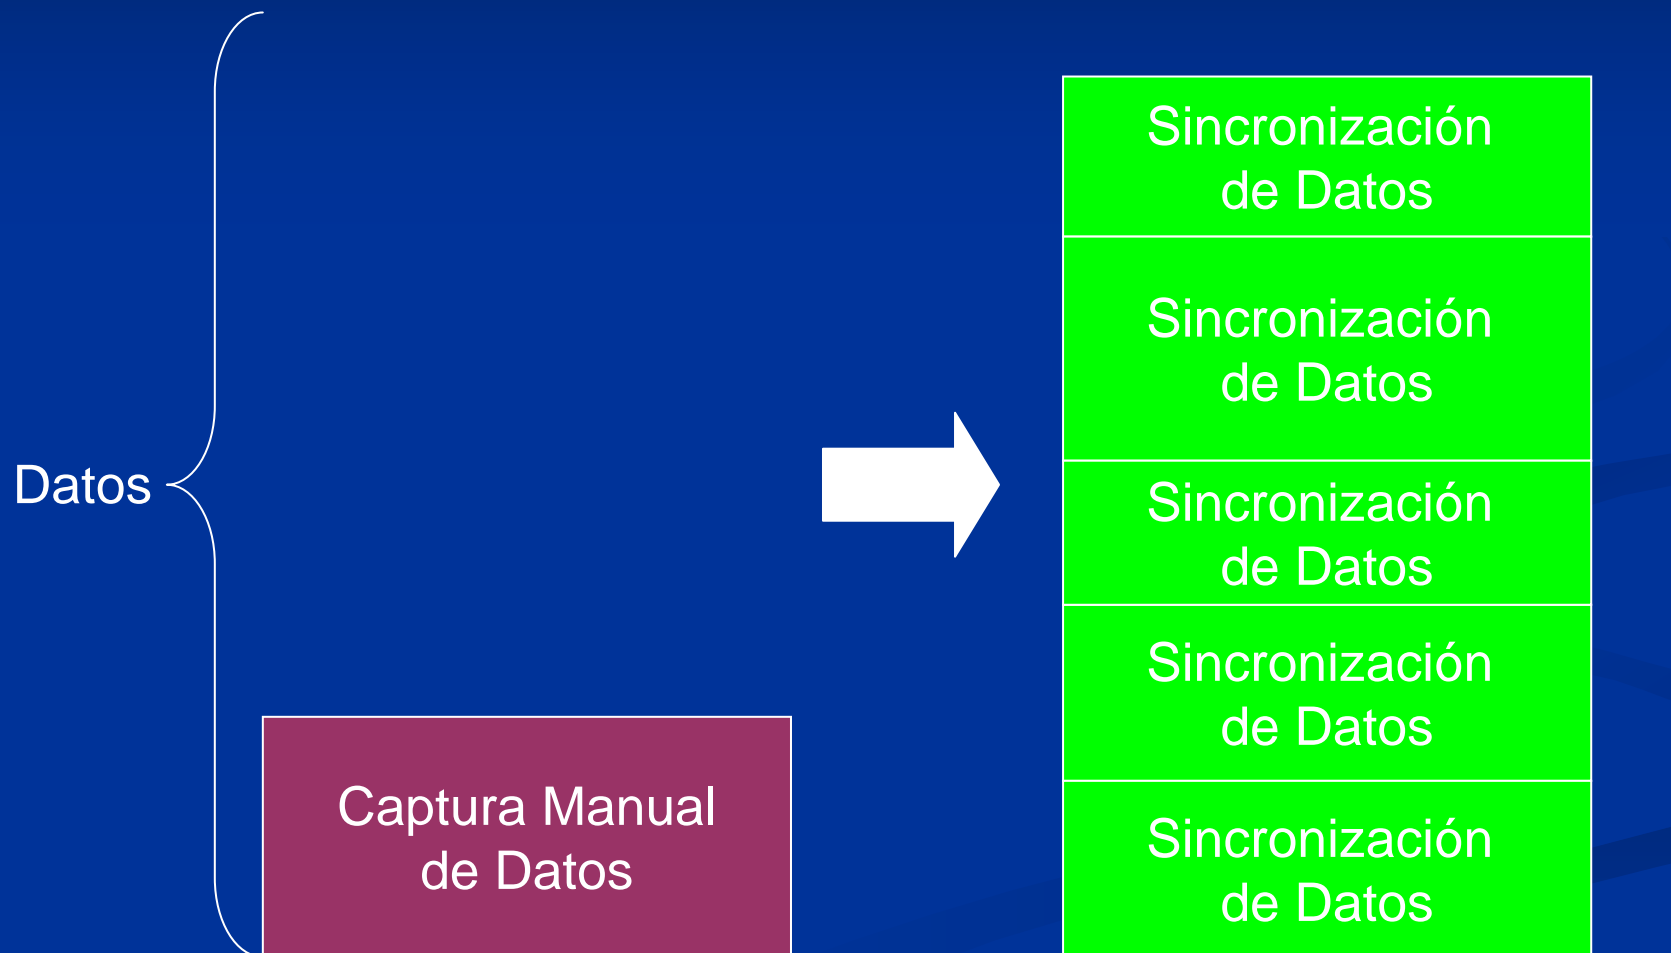 Datos
Captura Manual
de Datos
Sincronización
de Datos
Sincronización
de Datos
Sincronización
de Datos
Sincronización
de Datos
Sincronización
de Datos